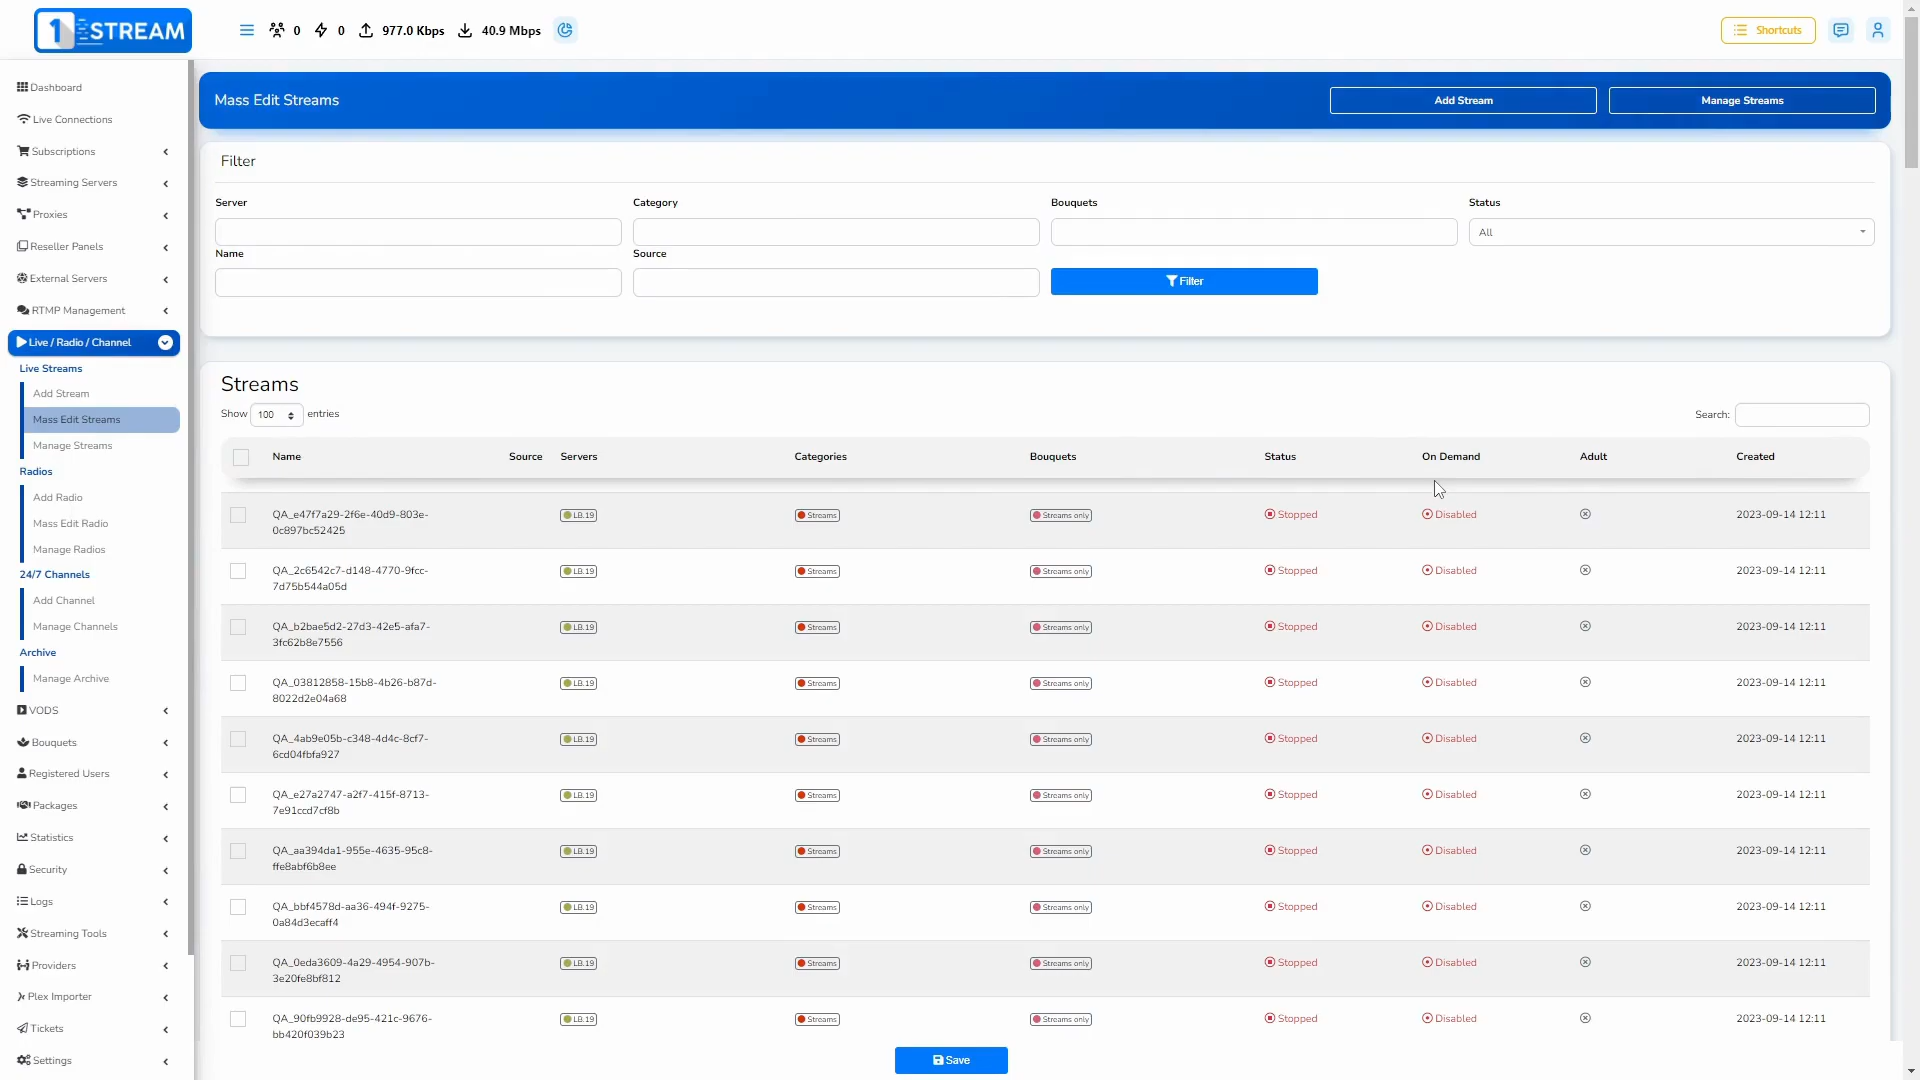 1 STREAM
0 0 977.0 Kbps 40.9 Mbps
Shortcuts
Dashboard
Live Connections
Subscriptions
Streaming Servers
Proxies
Reseller Panels
External Servers
RTMP Management
Live / Radio / Channel
Live Streams
Add Stream
Mass Edit Streams
Manage Streams
Radios
Add Radio
Mass Edit Radio
Manage Radios
24/7 Channels
Add Channel
Manage Channels
Archive
Manage Archive
VODS
Bouquets
Registered Users
Packages
Statistics
Security
Logs
Streaming Tools
Providers
Plex Importer
Tickets
Settings
Mass Edit Streams
Add Stream
Manage Streams
Filter
Server Category Bouquets Status
All
Name Source
Filter
Streams
Show 100 entries
Search:
Name Source Servers Categories Bouquets Status On Demand Adult Created
QA_e47f7a29-2f6e-40d9-803e- LB.19 Streams Streams only Stopped Disabled 2023-09-14 12:11
0c897bc52425
QA_2c6542c7-d148-4770-9fcc- LB.19 Streams Streams only Stopped Disabled 2023-09-14 12:11
7d75b544a05d
QA_b2bae5d2-27d3-42e5-afa7- LB.19 Streams Streams only Stopped Disabled 2023-09-14 12:11
3fc62b8e7556
QA_03812858-15b8-4b26-b87d- LB.19 Streams Streams only Stopped Disabled 2023-09-14 12:11
8022d2e04a68
QA_4ab9e05b-c348-4d4c-8cf7- LB.19 Streams Streams only Stopped Disabled 2023-09-14 12:11
6cd04fbfa927
QA_e27a2747-a2f7-415f-8713- LB.19 Streams Streams only Stopped Disabled 2023-09-14 12:11
7e91ccd7cf8b
QA_aa394da1-955e-4635-95c8- LB.19 Streams Streams only Stopped Disabled 2023-09-14 12:11
ffe8abf6b8ee
QA_bbf4578d-aa36-494f-9275- LB.19 Streams Streams only Stopped Disabled 2023-09-14 12:11
0a84d3ecaff4
QA_0eda3609-4a29-4954-907b- LB.19 Streams Streams only Stopped Disabled 2023-09-14 12:11
3e20fe8bf812
QA_90fb9928-de95-421c-9676- LB.19 Streams Streams only Stopped Disabled 2023-09-14 12:11
bb420f039b23
Save